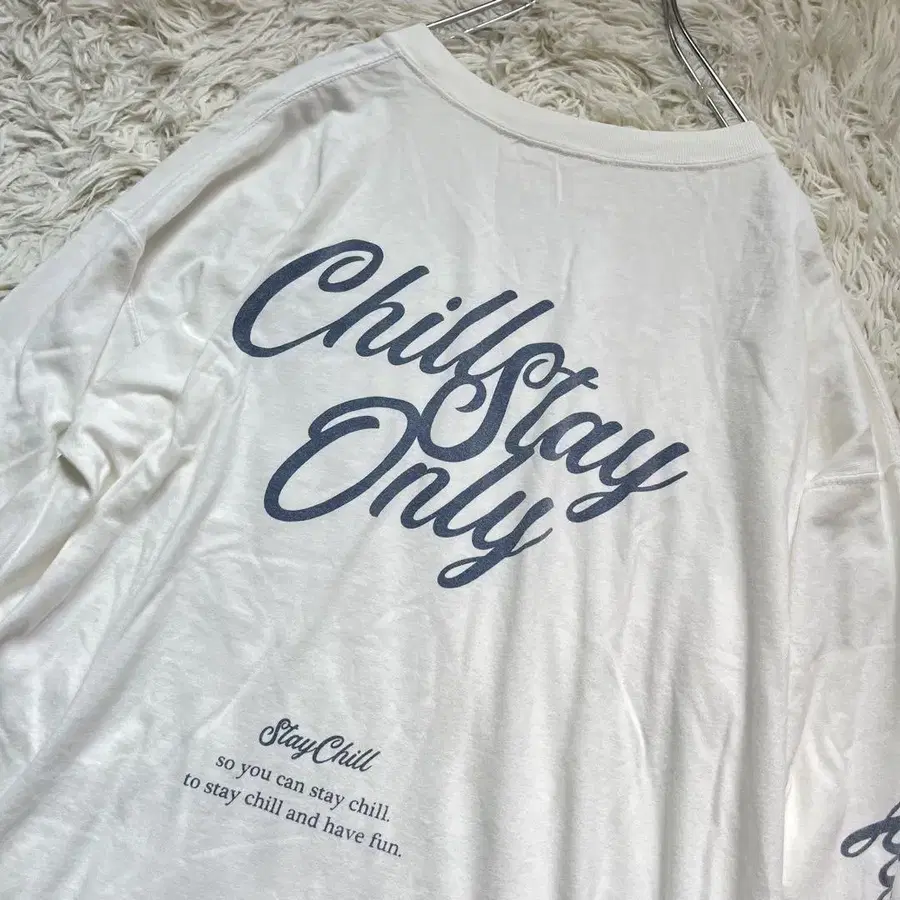 Chill Stay
Only
StayChill
so you can stay chill.
to stay chill and have fun.